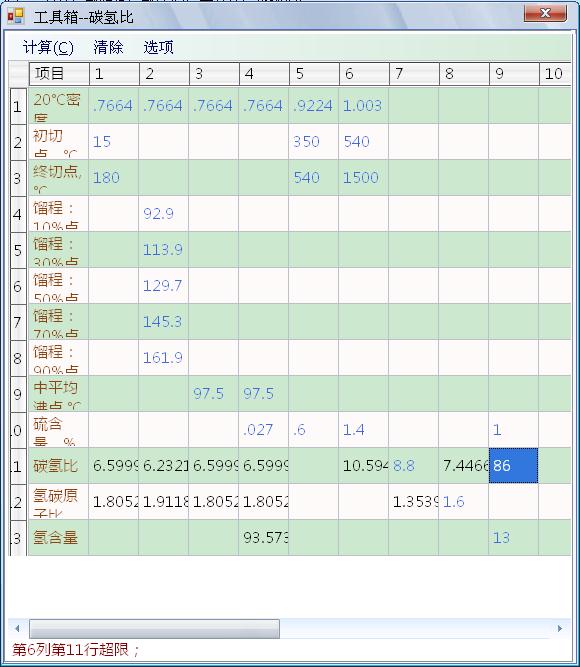 工具箱--碳氢比
计算(C) 清除 选项
项目 1 2 3 4 5 6 7 8 9 10
1 20℃密度 .7664 .7664 .7664 .7664 .9224 1.003
2 初切点, ℃ 15 350 540
3 终切点, ℃ 180 540 1500
4 馏程：10%点 92.9
5 馏程：30%点 113.9
6 馏程：50%点 129.7
7 馏程：70%点 145.3
8 馏程：90%点 161.9
9 中平均沸点,℃ 97.5 97.5
10 硫含量, % .027 .6 1.4 1
11 碳氢比 6.5999 6.2321 6.5999 6.5999 10.594 8.8 7.4466 86
12 氢碳原子比 1.8052 1.9118 1.8052 1.8052 1.3539 1.6
13 氢含量 93.573 13
第6列第11行超限；